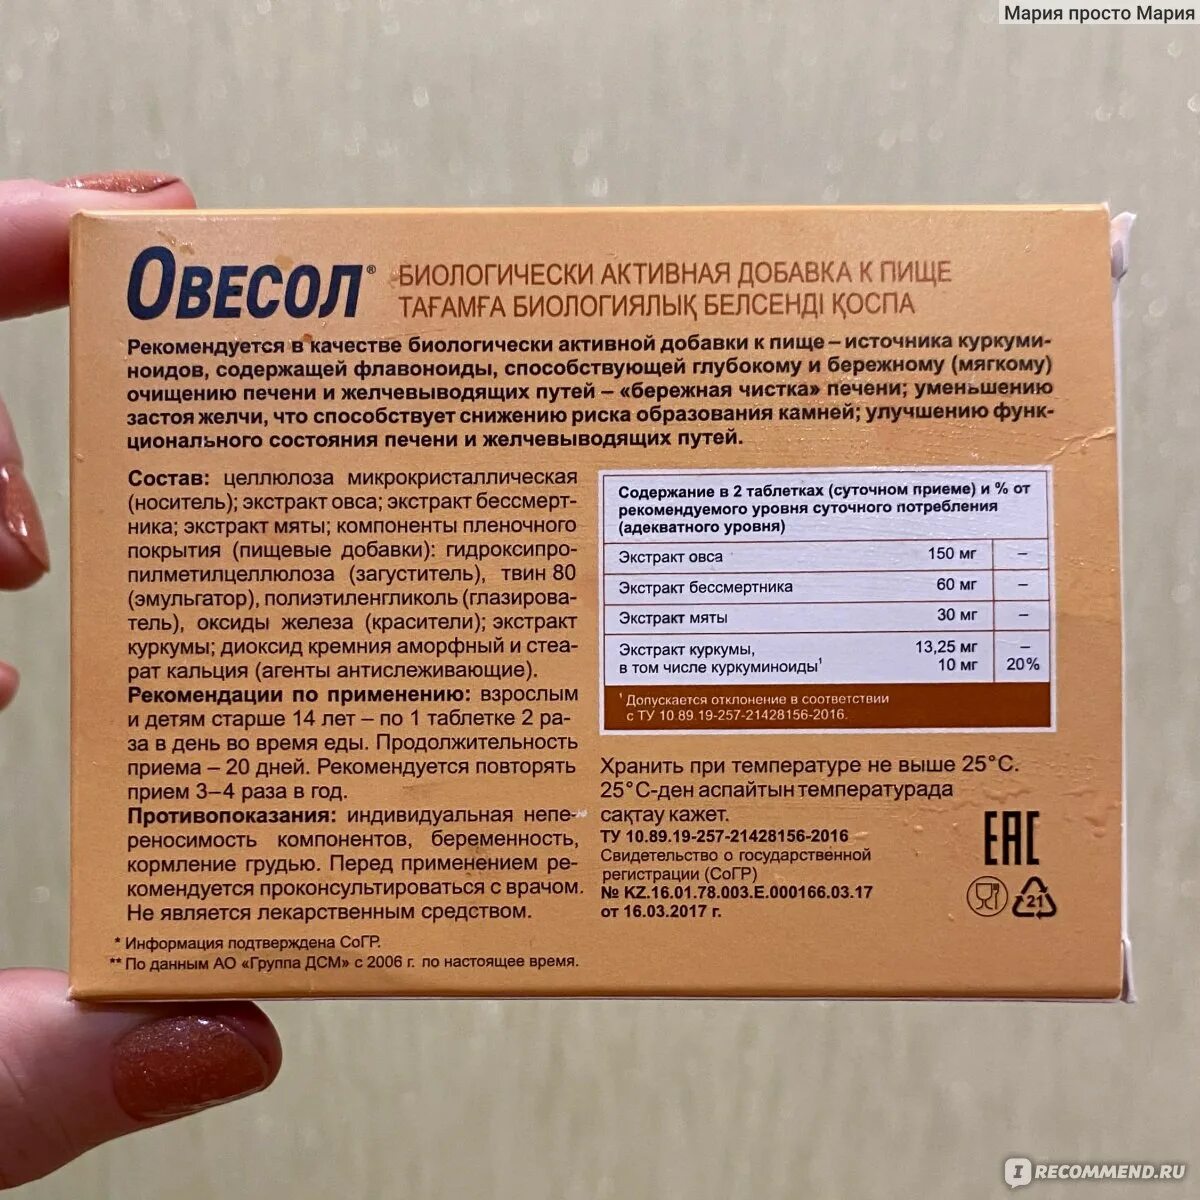 Мария просто Мария
ОВЕСОЛ®
БИОЛОГИЧЕСКИ АКТИВНАЯ ДОБАВКА К ПИЩЕ
ТАҒАМҒА БИОЛОГИЯЛЫҚ БЕЛСЕНДІ ҚОСПА
Рекомендуется в качестве биологически активной добавки к пище – источника куркуми-
ноидов, содержащей флавоноиды, способствующей глубокому и бережному (мягкому)
очищению печени и желчевыводящих путей – «бережная чистка» печени; уменьшению
застоя желчи, что способствует снижению риска образования камней; улучшению функ-
ционального состояния печени и желчевыводящих путей.
Состав: целлюлоза микрокристаллическая
(носитель); экстракт овса; экстракт бессмерт-
ника; экстракт мяты; компоненты пленочного
покрытия (пищевые добавки): гидроксипро-
пилметилцеллюлоза (загуститель), твин 80
(эмульгатор), полиэтиленгликоль (глазирова-
тель), оксиды железа (красители); экстракт
куркумы; диоксид кремния аморфный и стеа-
рат кальция (агенты антислеживающие).
Рекомендации по применению: взрослым
и детям старше 14 лет – по 1 таблетке 2 ра-
за в день во время еды. Продолжительность
приема – 20 дней. Рекомендуется повторять
прием 3–4 раза в год.
Противопоказания: индивидуальная непе-
реносимость компонентов, беременность,
кормление грудью. Перед применением ре-
комендуется проконсультироваться с врачом.
Не является лекарственным средством.
* Информация подтверждена СоГР.
** По данным АО «Группа ДСМ» с 2006 г. по настоящее время.
Содержание в 2 таблетках (суточном приеме) и % от
рекомендуемого уровня суточного потребления
(адекватного уровня)
Экстракт овса 150 мг –
Экстракт бессмертника 60 мг –
Экстракт мяты 30 мг –
Экстракт куркумы, 13,25 мг –
в том числе куркуминоиды¹ 10 мг 20%
¹ Допускается отклонение в соответствии
с ТУ 10.89.19-257-21428156-2016.
Хранить при температуре не выше 25°С.
25°С-ден аспайтын температурада
сақтау кажет.
ТУ 10.89.19-257-21428156-2016
Свидетельство о государственной
регистрации (СоГР)
№ KZ.16.01.78.003.E.000166.03.17
от 16.03.2017 г.
EAC
21
IRECOMMEND.RU